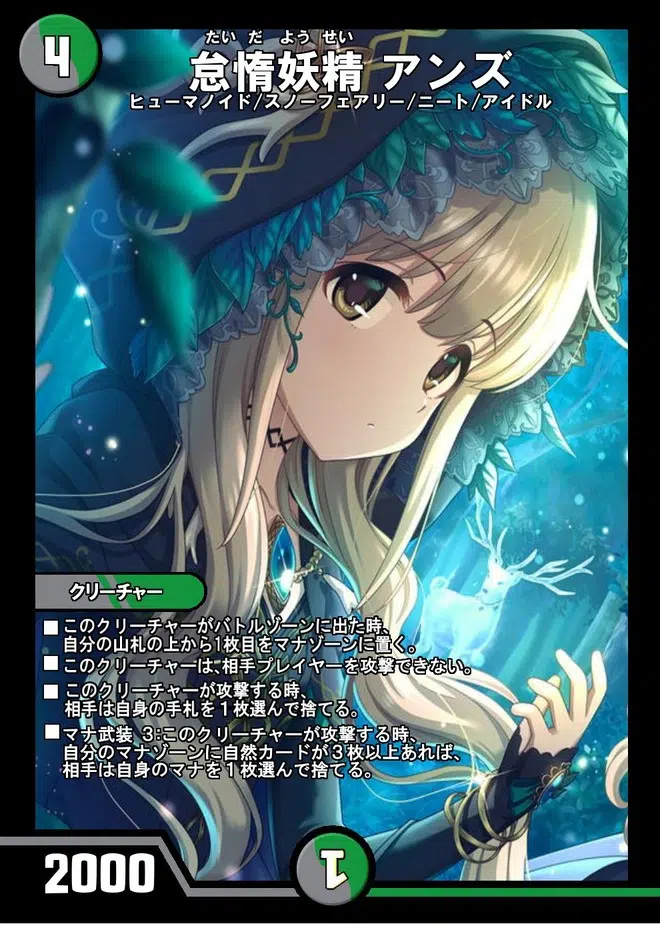 4
たいだようせい
怠惰妖精 アンズ
ヒューマノイド/スノーフェアリー/ニート/アイドル
クリーチャー
■このクリーチャーがバトルゾーンに出た時、
自分の山札の上から1枚目をマナゾーンに置く。
■このクリーチャーは、相手プレイヤーを攻撃できない。
■このクリーチャーが攻撃する時、
相手は自身の手札を1枚選んで捨てる。
■マナ武装 3:このクリーチャーが攻撃する時、
自分のマナゾーンに自然カードが3枚以上あれば、
相手は自身のマナを1枚選んで捨てる。
2000
1